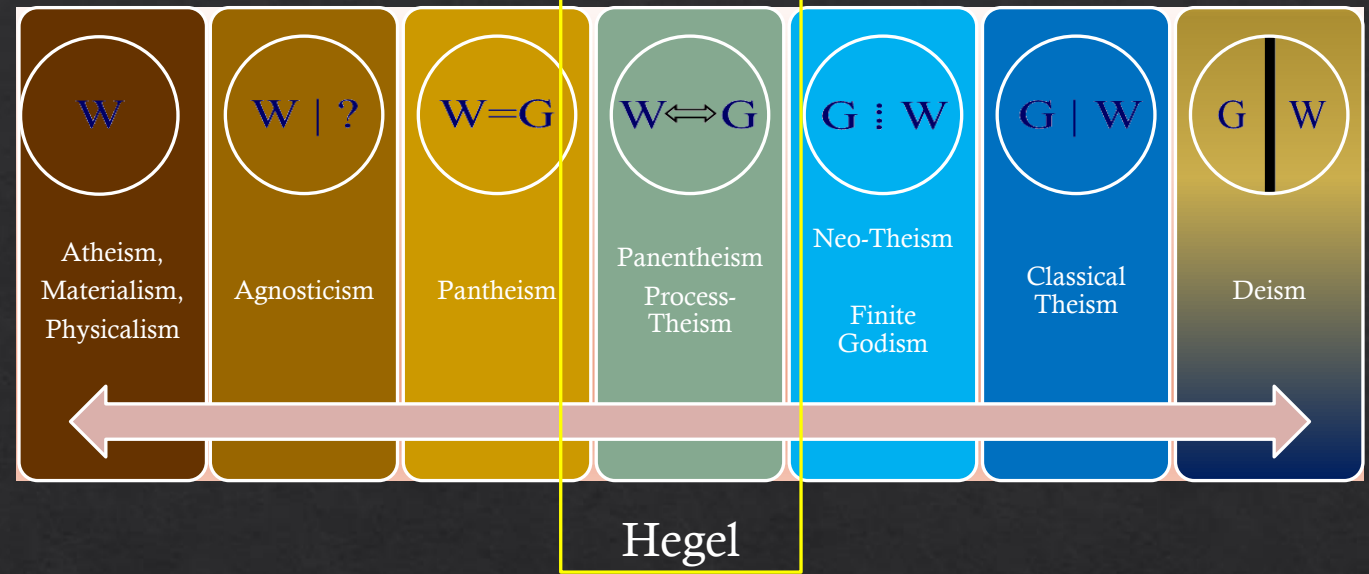 W
W | ?
W=G
W⇔G
G ⁞ W
G | W
G | W
Atheism,
Materialism,
Physicalism
Agnosticism
Pantheism
Panentheism
Process-
Theism
Neo-Theism
Finite
Godism
Classical
Theism
Deism
Hegel